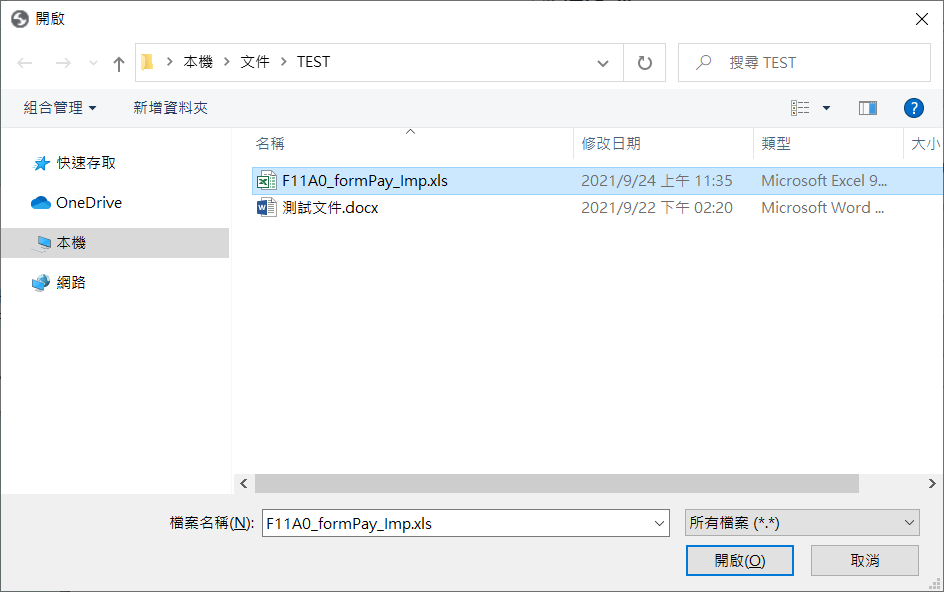 開啟
本機 文件 TEST
搜尋 TEST
組合管理 新增資料夾
?
名稱 修改日期 類型 大小
快速存取
OneDrive
本機
網路
F11A0_formPay_Imp.xls 2021/9/24 上午 11:35 Microsoft Excel 9...
測試文件.docx 2021/9/22 下午 02:20 Microsoft Word ...
檔案名稱(N): F11A0_formPay_Imp.xls 所有檔案 (*.*)
開啟(O) 取消